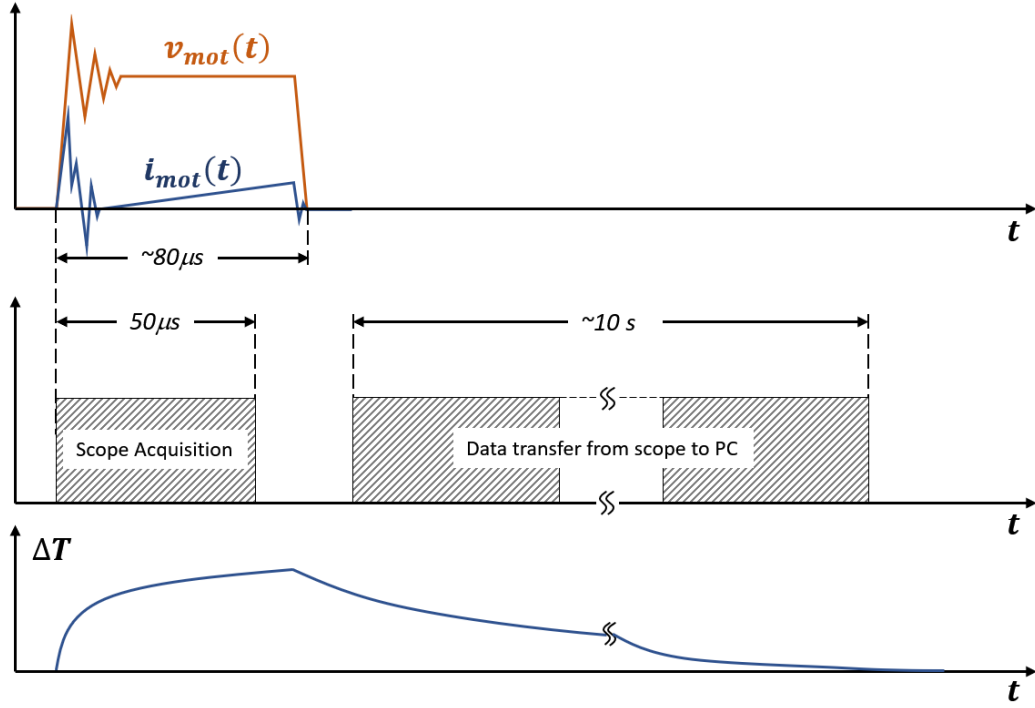 v_mot(t)
i_mot(t)
t
~80μs
50μs
~10 s
Scope Acquisition
Data transfer from scope to PC
t
ΔT
t